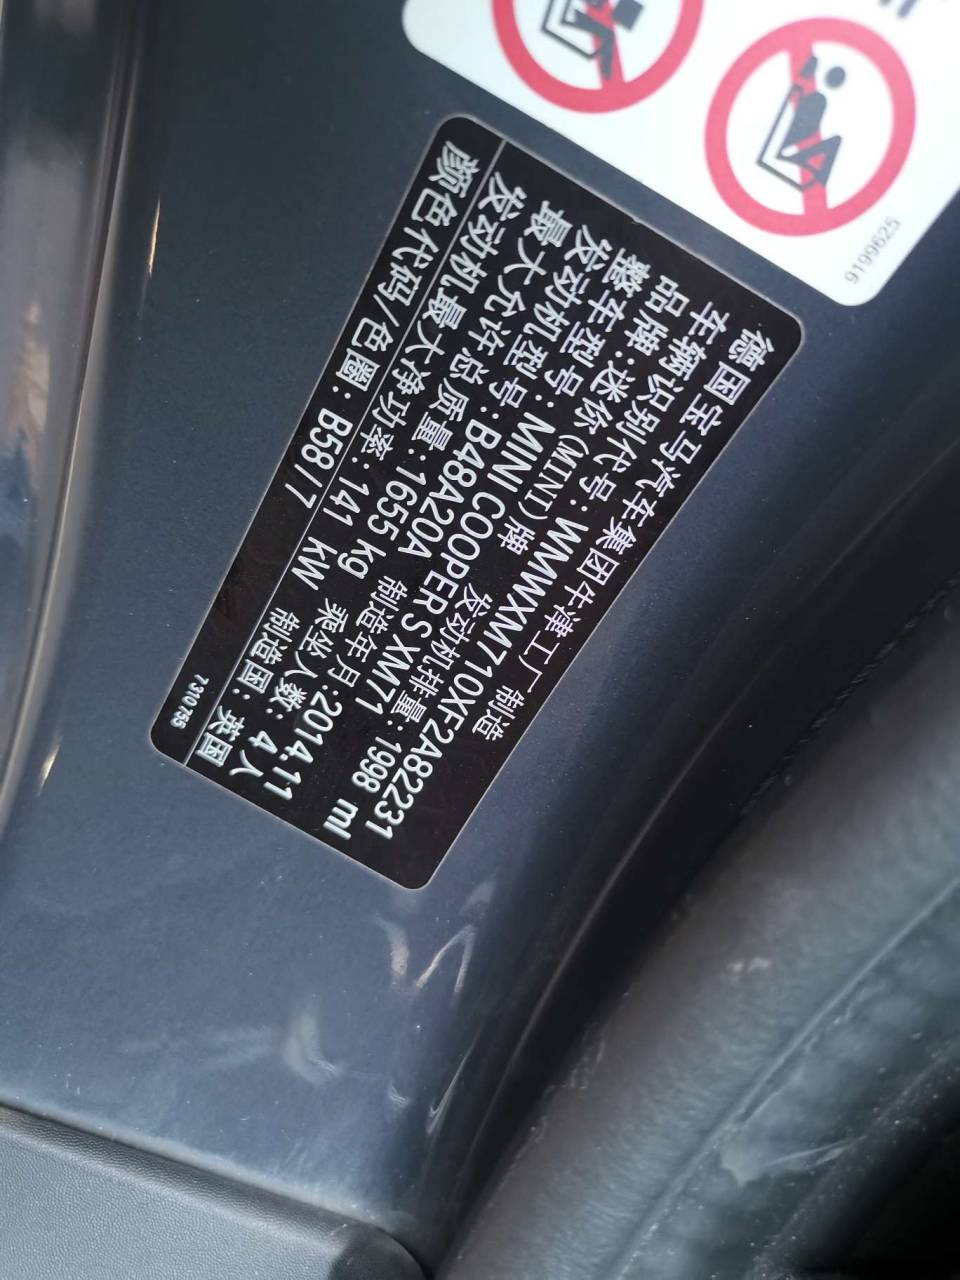 9199625
德国宝马汽车集团牛津工厂 制造
车辆识别代号: WMWXM710XF2A82231
品牌: 迷你(MINI)牌 发动机排量: 1998 ml
整车型号: MINI COOPER S XM71
发动机型号: B48A20A 制造年月: 2014.11
最大允许总质量: 1655 kg 乘坐人数: 4人
发动机最大净功率: 141 kW 制造国: 英国
颜色代码//色圖: B58//7
7310755